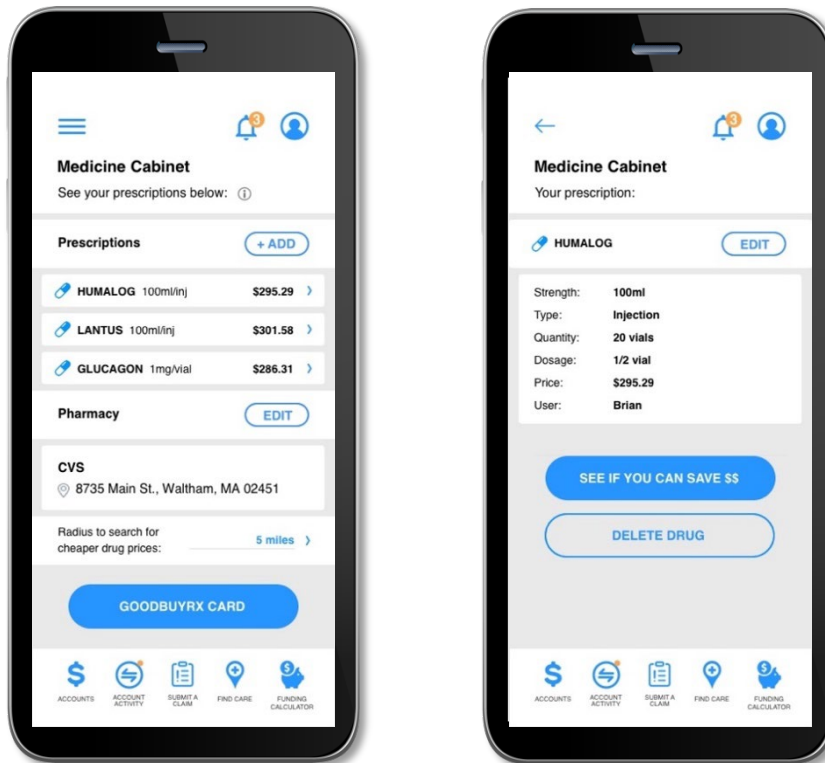 3
Medicine Cabinet
See your prescriptions below:
Prescriptions
+ ADD
HUMALOG 100ml/inj $295.29
LANTUS 100ml/inj $301.58
GLUCAGON 1mg/vial $286.31
Pharmacy
EDIT
CVS
8735 Main St., Waltham, MA 02451
Radius to search for
cheaper drug prices:
5 miles
GOODBUYRX CARD
ACCOUNTS
ACCOUNT
ACTIVITY
SUBMIT A
CLAIM
FIND CARE
FUNDING
CALCULATOR
3
Medicine Cabinet
Your prescription:
HUMALOG
EDIT
Strength: 100ml
Type: Injection
Quantity: 20 vials
Dosage: 1/2 vial
Price: $295.29
User: Brian
SEE IF YOU CAN SAVE $$
DELETE DRUG
ACCOUNTS
ACCOUNT
ACTIVITY
SUBMIT A
CLAIM
FIND CARE
FUNDING
CALCULATOR